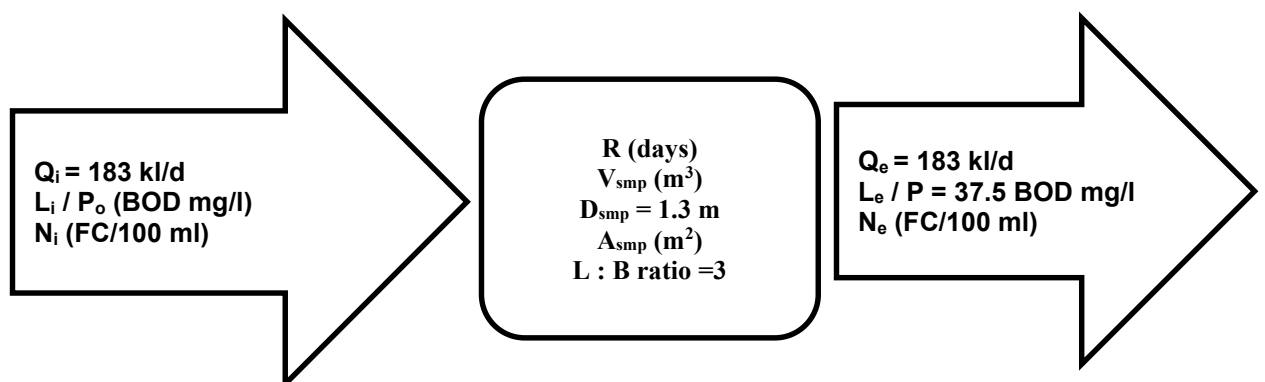 Qᵢ = 183 kl/d
Lᵢ / Pₒ (BOD mg/l)
Nᵢ (FC/100 ml)
R (days)
Vₛₘₚ (m³)
Dₛₘₚ = 1.3 m
Aₛₘₚ (m²)
L : B ratio =3
Qₑ = 183 kl/d
Lₑ / P = 37.5 BOD mg/l
Nₑ (FC/100 ml)